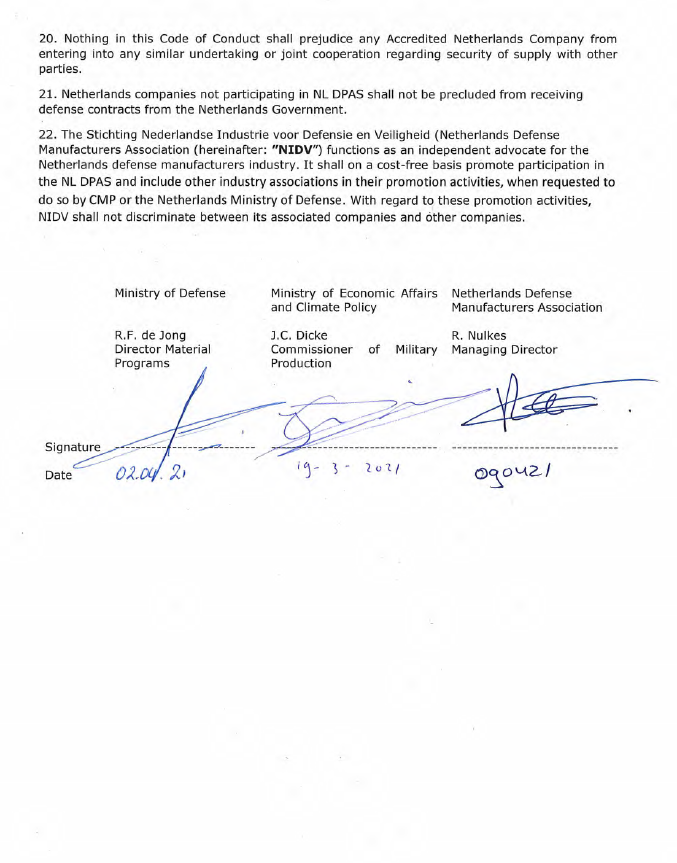 20. Nothing in this Code of Conduct shall prejudice any Accredited Netherlands Company from
entering into any similar undertaking or joint cooperation regarding security of supply with other
parties.
21. Netherlands companies not participating in NL DPAS shall not be precluded from receiving
defense contracts from the Netherlands Government.
22. The Stichting Nederlandse Industrie voor Defensie en Veiligheid (Netherlands Defense
Manufacturers Association (hereinafter: "NIDV") functions as an independent advocate for the
Netherlands defense manufacturers industry. It shall on a cost-free basis promote participation in
the NL DPAS and include other industry associations in their promotion activities, when requested to
do so by CMP or the Netherlands Ministry of Defense. With regard to these promotion activities,
NIDV shall not discriminate between its associated companies and other companies.
Ministry of Defense
R.F. de Jong
Director Material
Programs
Ministry of Economic Affairs
and Climate Policy
J.C. Dicke
Commissioner of Military
Production
Netherlands Defense
Manufacturers Association
R. Nulkes
Managing Director
Signature
Date 02.04.21 19-3-2021 090421